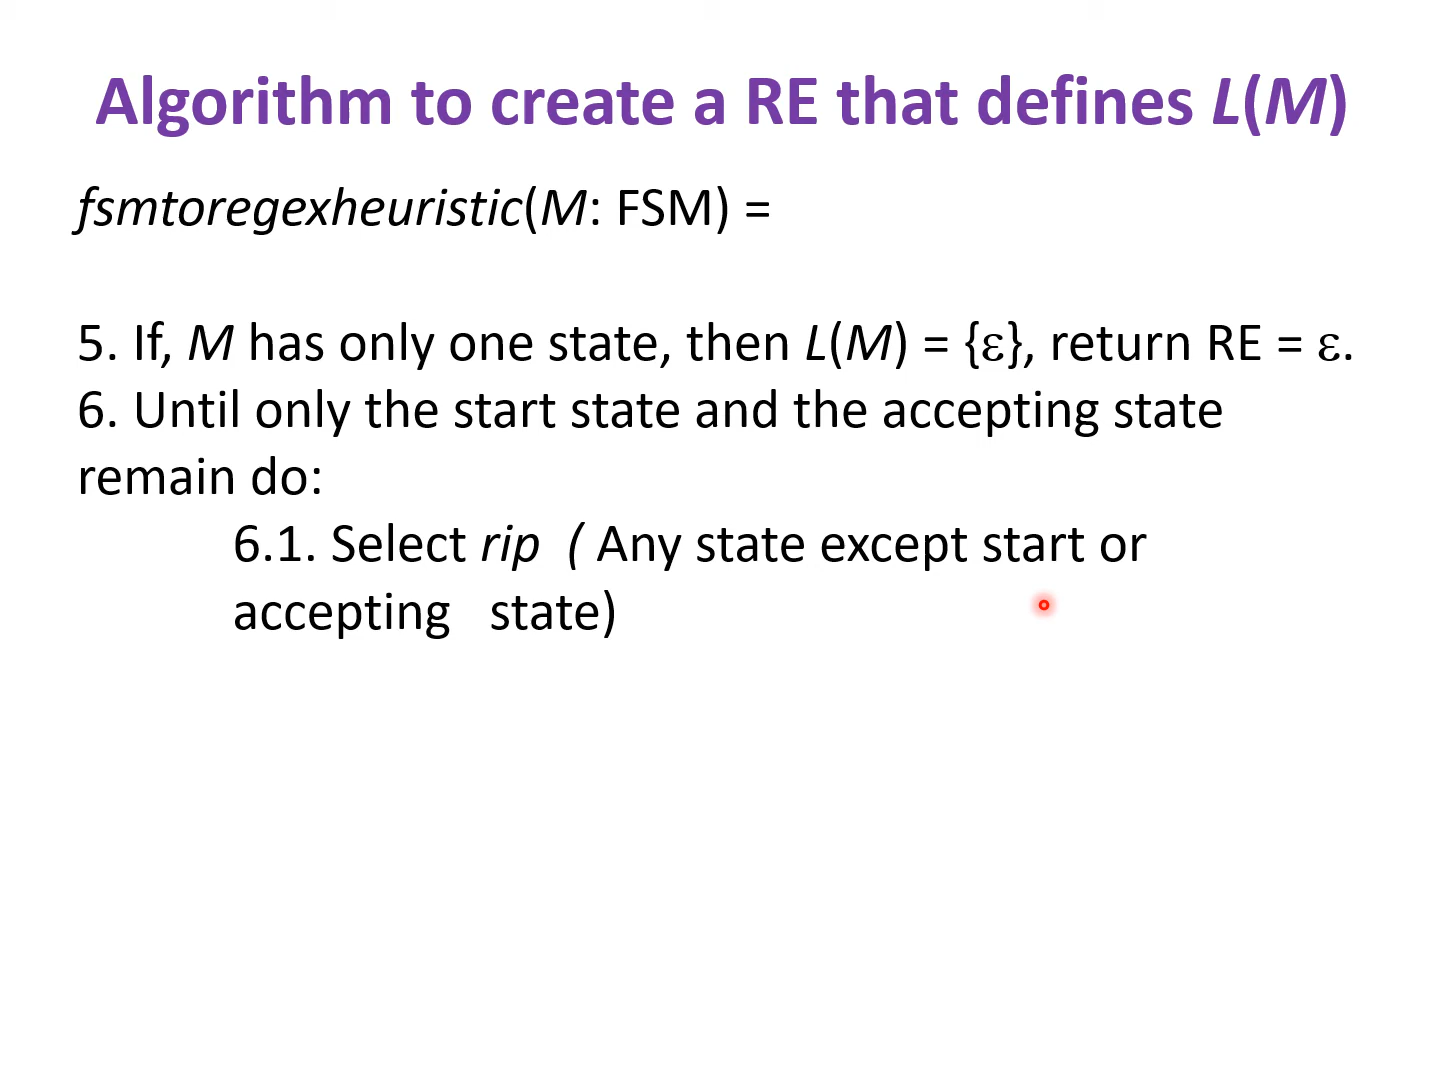 Algorithm to create a RE that defines L(M)
fsmtoregexheuristic(M: FSM) =
5. If, M has only one state, then L(M) = {ε}, return RE = ε.
6. Until only the start state and the accepting state
remain do:
6.1. Select rip ( Any state except start or
accepting state)